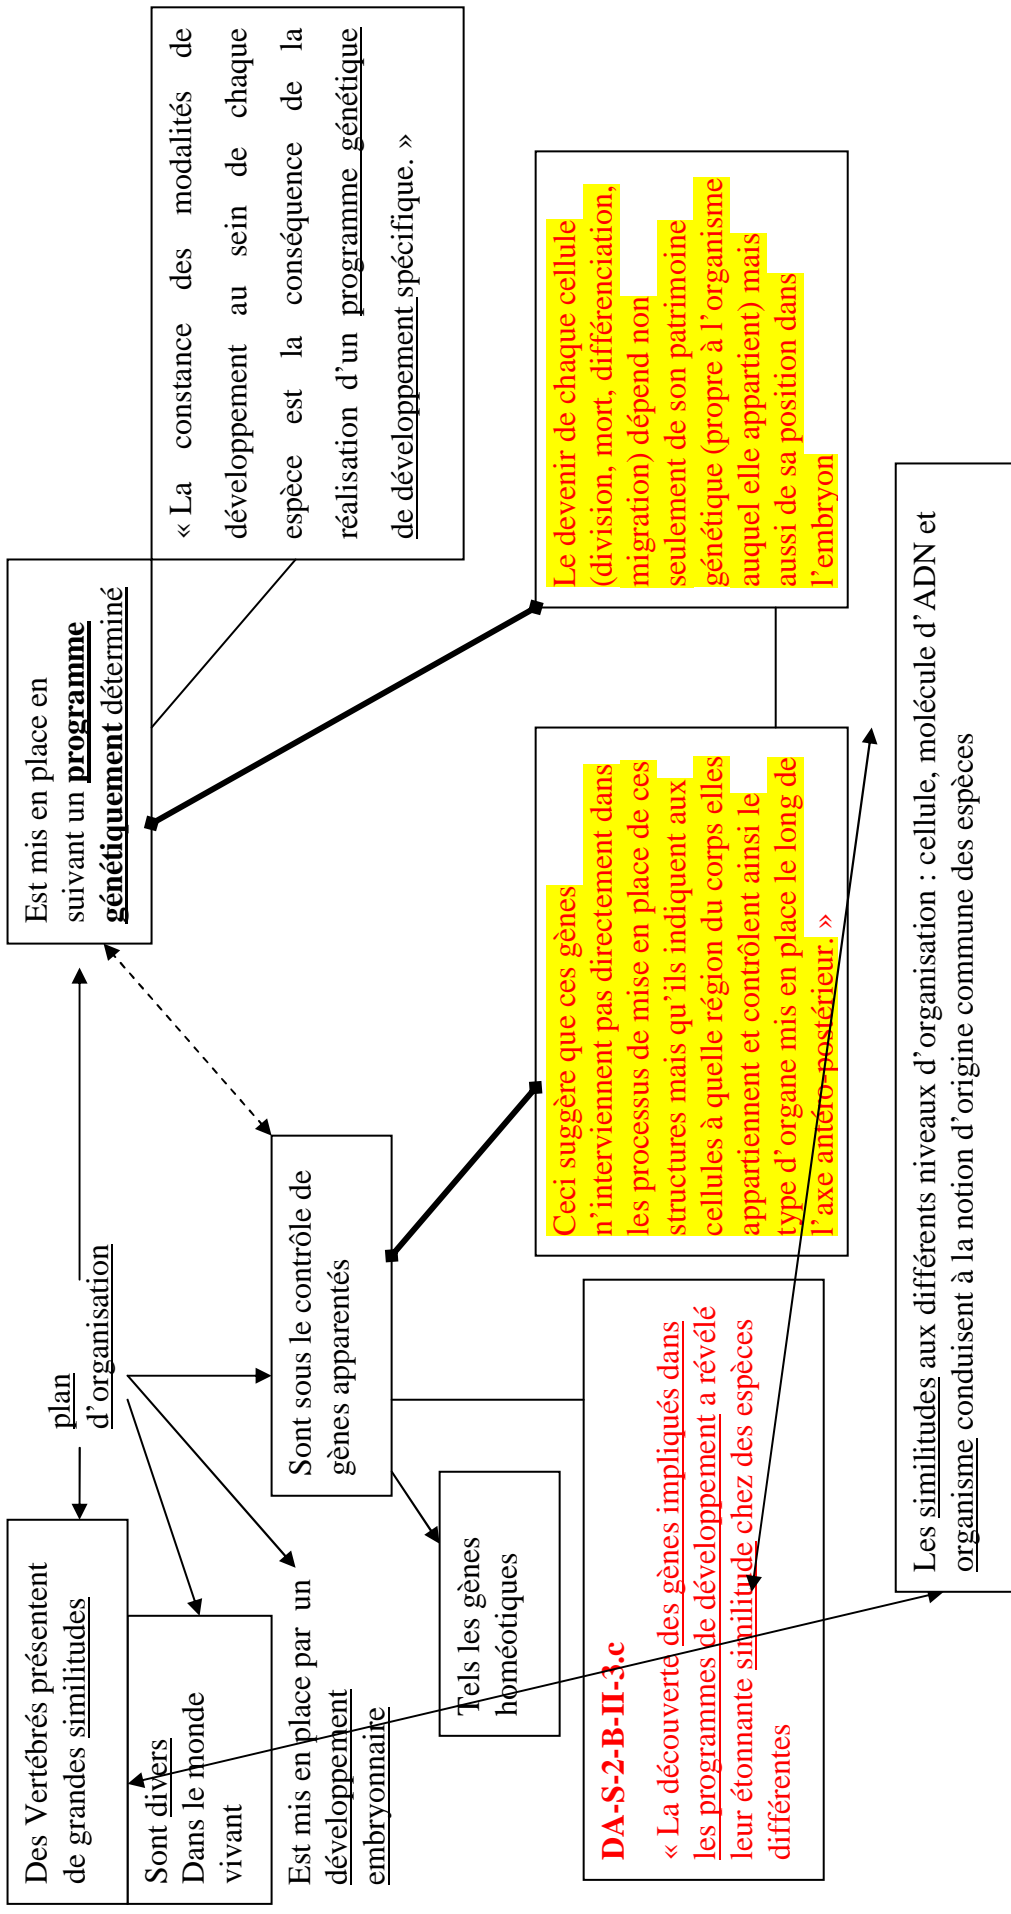 Des Vertébrés présentent
de grandes similitudes
Sont divers
Dans le monde
vivant
Est mis en place par un
développement
embryonnaire
plan
d'organisation
Est mis en place en
suivant un programme
génétiquement déterminé
« La constance des modalités de
développement au sein de chaque
espèce est la conséquence de la
réalisation d'un programme génétique
de développement spécifique. »
Sont sous le contrôle de
gènes apparentés
Tels les gènes
homéotiques
DA-S-2-B-II-3.c
« La découverte des gènes impliqués dans
les programmes de développement a révélé
leur étonnante similitude chez des espèces
différentes
Ceci suggère que ces gènes
n'interviennent pas directement dans
les processus de mise en place de ces
structures mais qu'ils indiquent aux
cellules à quelle région du corps elles
appartiennent et contrôlent ainsi le
type d'organe mis en place le long de
l'axe antéro-postérieur. »
Le devenir de chaque cellule
(division, mort, différenciation,
migration) dépend non
seulement de son patrimoine
génétique (propre à l'organisme
auquel elle appartient) mais
aussi de sa position dans
l'embryon
Les similitudes aux différents niveaux d'organisation : cellule, molécule d'ADN et
organisme conduisent à la notion d'origine commune des espèces